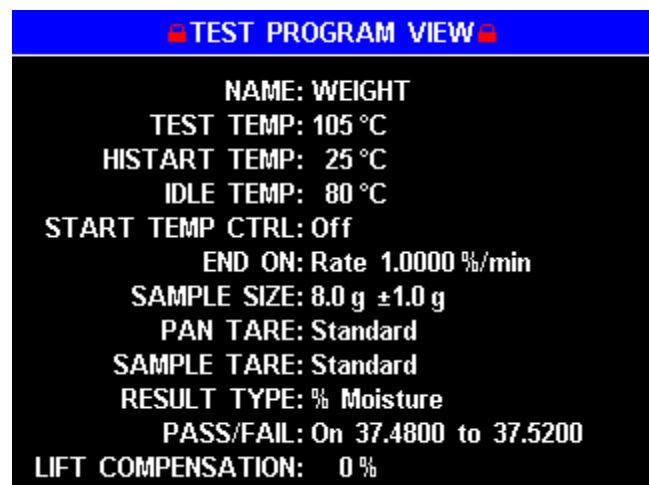 TEST PROGRAM VIEW
NAME: WEIGHT
TEST TEMP: 105 °C
HISTART TEMP: 25 °C
IDLE TEMP: 80 °C
START TEMP CTRL: Off
END ON: Rate 1.0000 %/min
SAMPLE SIZE: 8.0 g ±1.0 g
PAN TARE: Standard
SAMPLE TARE: Standard
RESULT TYPE: % Moisture
PASS/FAIL: On 37.4800 to 37.5200
LIFT COMPENSATION: 0 %